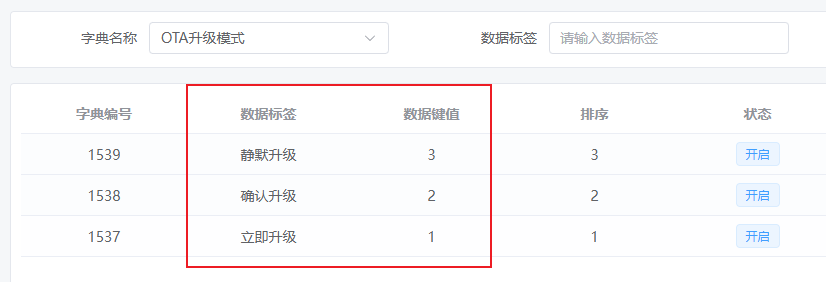 字典名称 OTA升级模式 数据标签 请输入数据标签
字典编号 数据标签 数据键值 排序 状态
1539 静默升级 3 3 开启
1538 确认升级 2 2 开启
1537 立即升级 1 1 开启